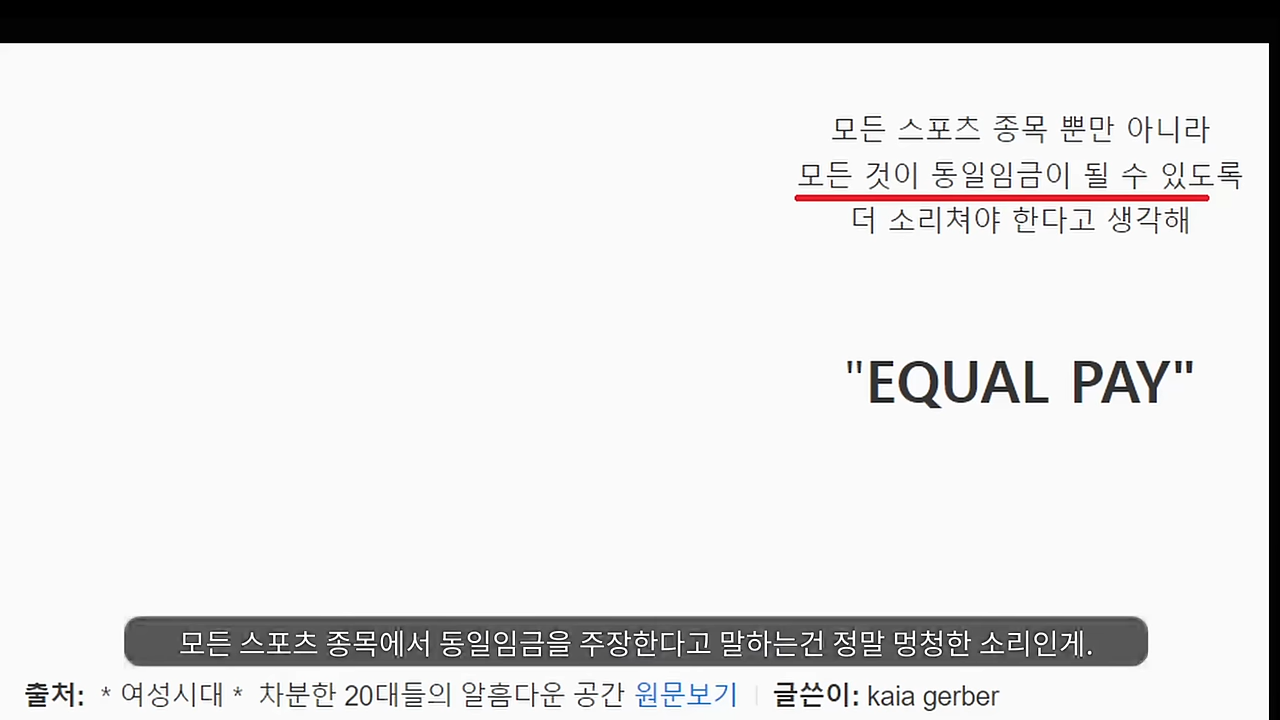 모든 스포츠 종목 뿐만 아니라
모든 것이 동일임금이 될 수 있도록
더 소리쳐야 한다고 생각해
"EQUAL PAY"
모든 스포츠 종목에서 동일임금을 주장한다고 말하는건 정말 멍청한 소리인게.
출처: * 여성시대 * 차분한 20대들의 알흠다운 공간 원문보기 | 글쓴이: kaia gerber